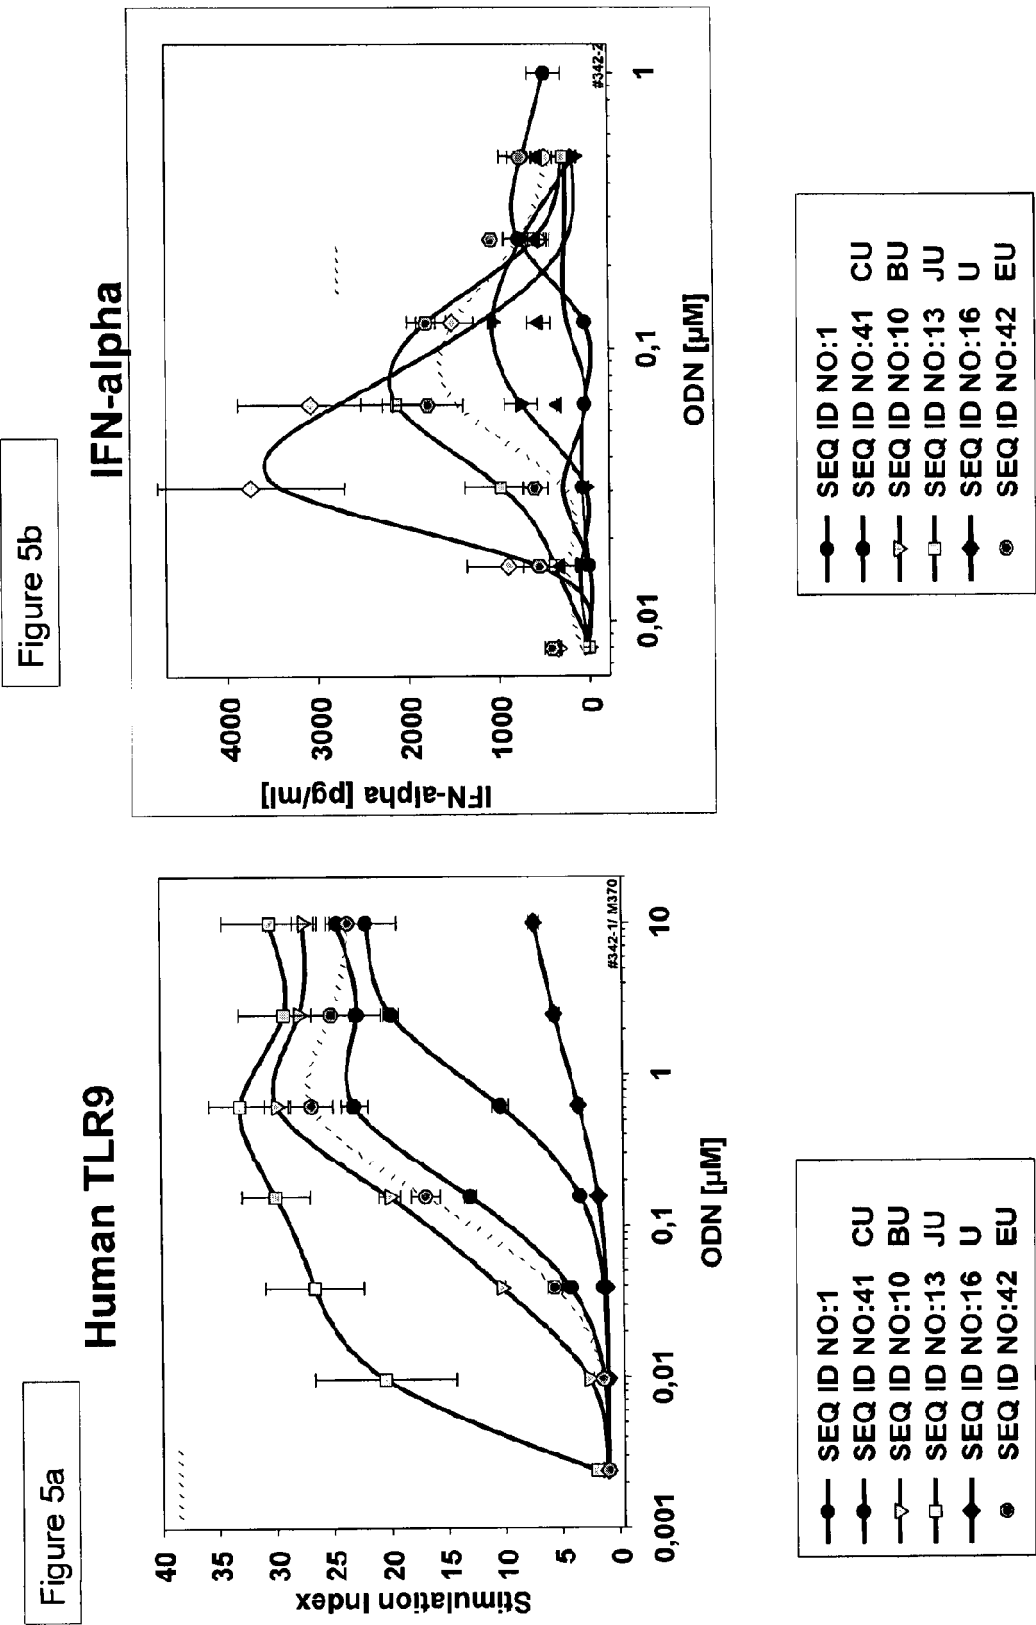 Figure 5a
Human TLR9
Stimulation Index
40
35
30
25
20
15
10
5
0
0,001
0,01
0,1
1
10
ODN [µM]
#342-1/ M370
SEQ ID NO:1
SEQ ID NO:41 CU
SEQ ID NO:10 BU
SEQ ID NO:13 JU
SEQ ID NO:16 U
SEQ ID NO:42 EU
Figure 5b
IFN-alpha
IFN-alpha [pg/ml]
4000
3000
2000
1000
0
0,01
0,1
1
ODN [µM]
#342-2
SEQ ID NO:1
SEQ ID NO:41 CU
SEQ ID NO:10 BU
SEQ ID NO:13 JU
SEQ ID NO:16 U
SEQ ID NO:42 EU